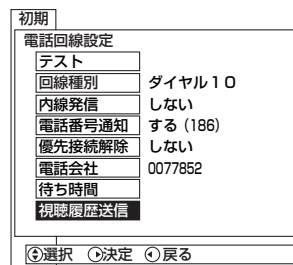 初期
電話回線設定
テスト
回線種別 ダイヤル１０
内線発信 しない
電話番号通知 する (186)
優先接続解除 しない
電話会社 0077852
待ち時間
視聴履歴送信
選択 決定 戻る